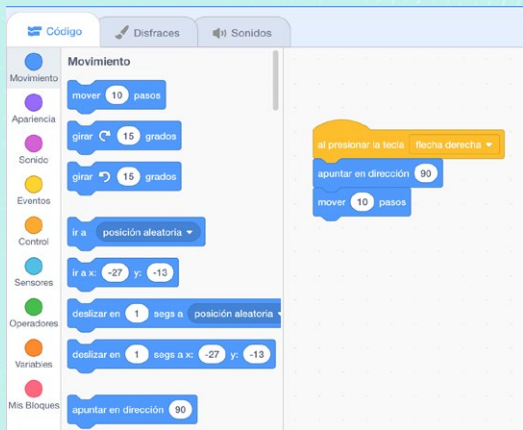 Código
Disfraces
Sonidos
Movimiento
Apariencia
Sonido
Eventos
Control
Sensores
Operadores
Variables
Mis Bloques
Movimiento
mover 10 pasos
girar 15 grados
girar 15 grados
ir a posición aleatoria
ir a x: -27 y: -13
deslizar en 1 segs a posición aleatoria
deslizar en 1 segs a x: -27 y: -13
apuntar en dirección 90
al presionar la tecla flecha derecha
apuntar en dirección 90
mover 10 pasos